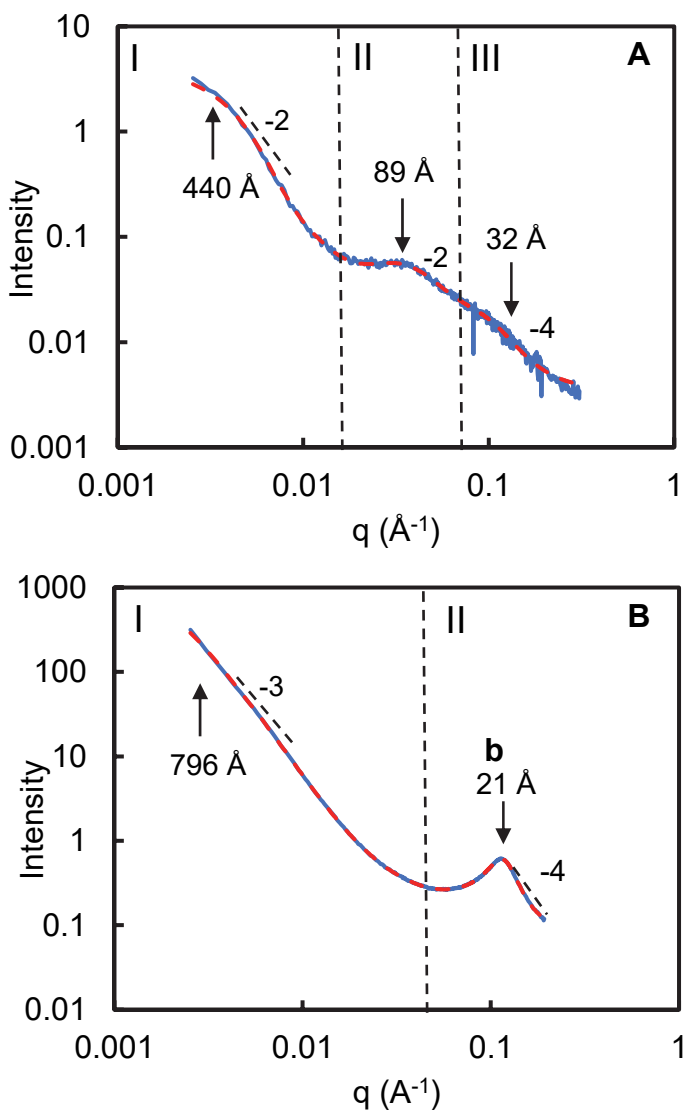 10
I
II
III
A
-2
1
440 Å
89 Å
0.1
-2
32 Å
Intensity
0.01
-4
0.001
0.001
0.01
0.1
1
q (Å-1)
1000
I
II
B
100
-3
796 Å
b
10
21 Å
Intensity
1
-4
0.1
0.01
0.001
0.01
0.1
1
q (A-1)